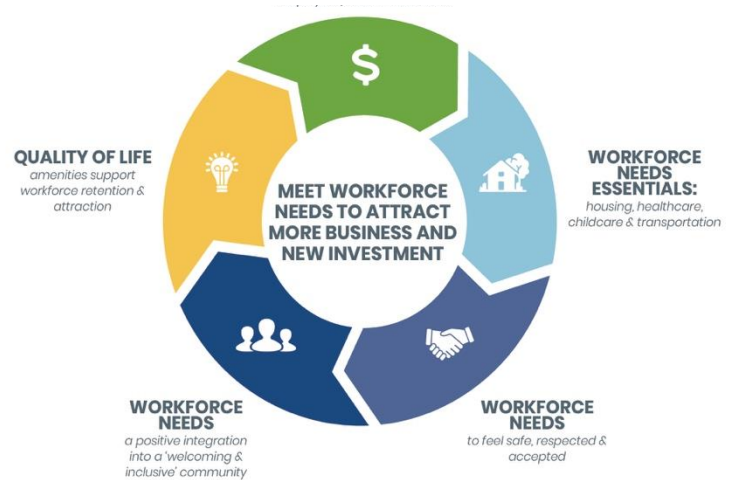 $
MEET WORKFORCE
NEEDS TO ATTRACT
MORE BUSINESS AND
NEW INVESTMENT
WORKFORCE
NEEDS
ESSENTIALS:
housing, healthcare,
childcare & transportation
WORKFORCE
NEEDS
to feel safe, respected &
accepted
WORKFORCE
NEEDS
a positive integration
into a 'welcoming &
inclusive' community
QUALITY OF LIFE
amenities support
workforce retention &
attraction